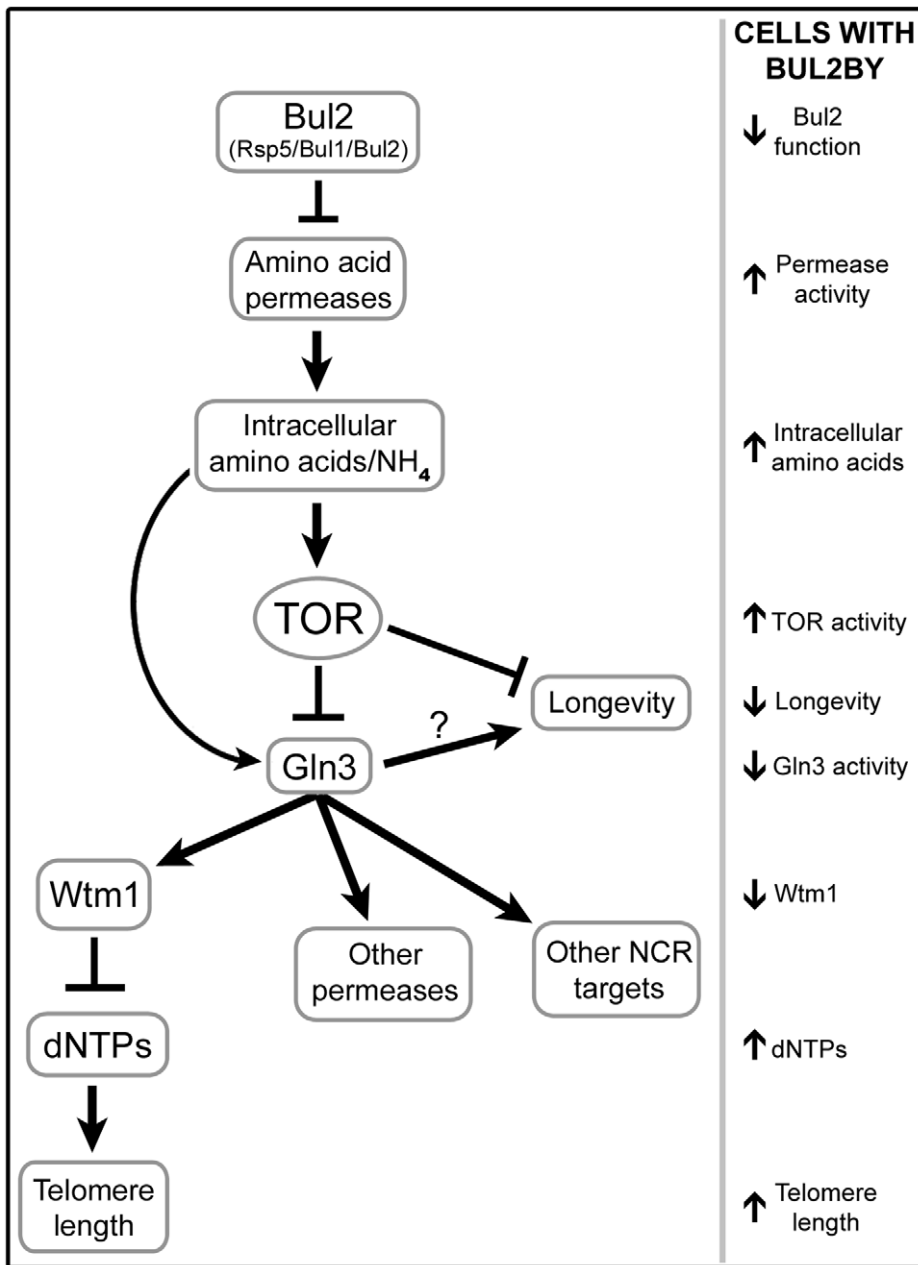 CELLS WITH
BUL2BY
Bul2
(Rsp5/Bul1/Bul2)
Bul2
function
Amino acid
permeases
Permease
activity
Intracellular
amino acids/NH₄
Intracellular
amino acids
TOR
TOR activity
Longevity
Longevity
?
Gln3
Gln3 activity
Wtm1
Wtm1
Other
permeases
Other NCR
targets
dNTPs
dNTPs
Telomere
length
Telomere
length